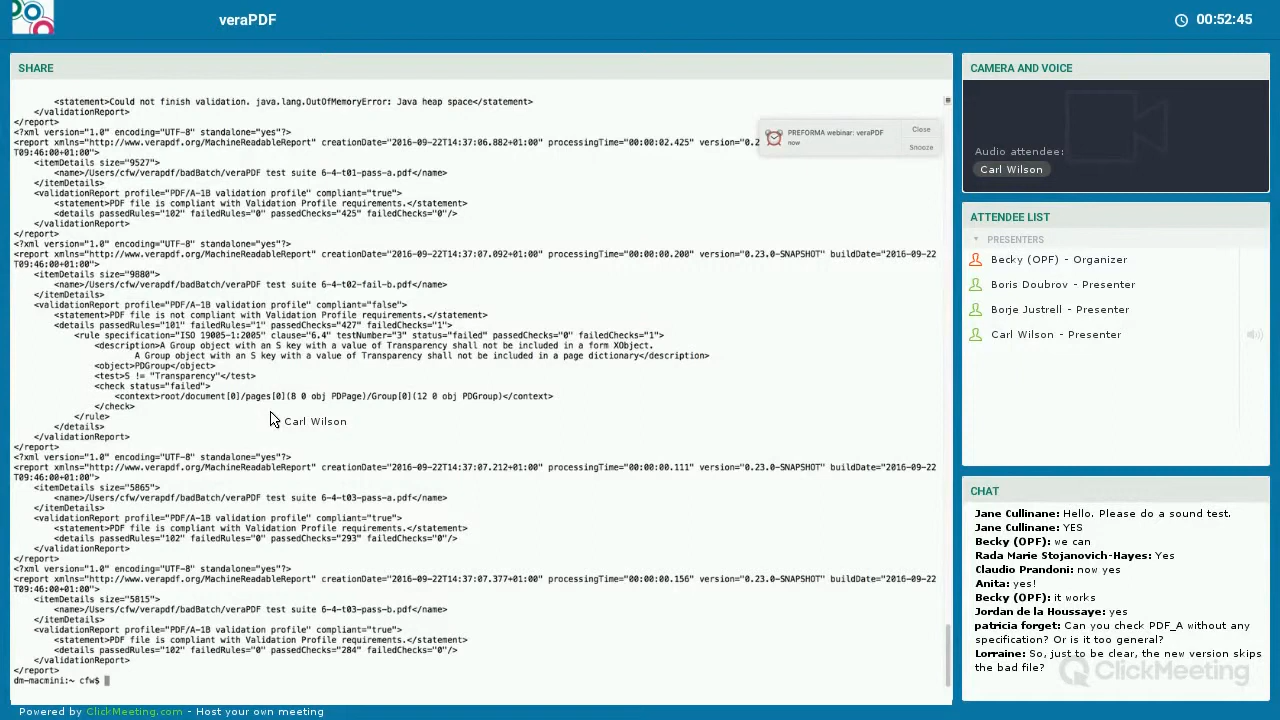 veraPDF
00:52:45
SHARE
<statement>Could not finish validation. java.lang.OutOfMemoryError: Java heap space</statement>
</validationReport>
</report>
<?xml version="1.0" encoding="UTF-8" standalone="yes"?>
<report xmlns="http://www.verapdf.org/MachineReadableReport" creationDate="2016-09-22T14:37:06.882+01:00" processingTime="00:00:02.425" version="0.2
T09:46:00+01:00">
<itemDetails size="9527">
<name>/Users/cfw/verapdf/badBatch/veraPDF test suite 6-4-t01-pass-a.pdf</name>
</itemDetails>
<validationReport profile="PDF/A-1B validation profile" compliant="true">
<statement>PDF file is compliant with Validation Profile requirements.</statement>
<details passedRules="102" failedRules="0" passedChecks="425" failedChecks="0"/>
</validationReport>
</report>
<?xml version="1.0" encoding="UTF-8" standalone="yes"?>
<report xmlns="http://www.verapdf.org/MachineReadableReport" creationDate="2016-09-22T14:37:07.092+01:00" processingTime="00:00:00.208" version="0.23.0-SNAPSHOT" buildDate="2016-09-22
T09:46:00+01:00">
<itemDetails size="9880">
<name>/Users/cfw/verapdf/badBatch/veraPDF test suite 6-4-t02-fail-b.pdf</name>
</itemDetails>
<validationReport profile="PDF/A-1B validation profile" compliant="false">
<statement>PDF file is not compliant with Validation Profile requirements.</statement>
<details passedRules="101" failedRules="1" passedChecks="427" failedChecks="1">
<rule specification="ISO 19005-1:2005" clause="6.4" testNumber="3" status="failed" passedChecks="0" failedChecks="1">
<description>A Group object with an S key with a value of Transparency shall not be included in a form XObject.
A Group object with an S key with a value of Transparency shall not be included in a page dictionary</description>
<object>PDGroup</object>
<test>S != "Transparency"</test>
<check status="failed">
<context>root/document[0]/pages[0](8 0 obj PDPage)/Group[0](12 0 obj PDGroup)</context>
</check>
</rule>
</details>
</validationReport>
</report>
<?xml version="1.0" encoding="UTF-8" standalone="yes"?>
<report xmlns="http://www.verapdf.org/MachineReadableReport" creationDate="2016-09-22T14:37:07.212+01:00" processingTime="00:00:00.111" version="0.23.0-SNAPSHOT" buildDate="2016-09-22
T09:46:00+01:00">
<itemDetails size="5865">
<name>/Users/cfw/verapdf/badBatch/veraPDF test suite 6-4-t03-pass-a.pdf</name>
</itemDetails>
<validationReport profile="PDF/A-1B validation profile" compliant="true">
<statement>PDF file is compliant with Validation Profile requirements.</statement>
<details passedRules="102" failedRules="0" passedChecks="293" failedChecks="0"/>
</validationReport>
</report>
<?xml version="1.0" encoding="UTF-8" standalone="yes"?>
<report xmlns="http://www.verapdf.org/MachineReadableReport" creationDate="2016-09-22T14:37:07.377+01:00" processingTime="00:00:00.156" version="0.23.0-SNAPSHOT" buildDate="2016-09-22
T09:46:00+01:00">
<itemDetails size="5815">
<name>/Users/cfw/verapdf/badBatch/veraPDF test suite 6-4-t03-pass-b.pdf</name>
</itemDetails>
<validationReport profile="PDF/A-1B validation profile" compliant="true">
<statement>PDF file is compliant with Validation Profile requirements.</statement>
<details passedRules="102" failedRules="0" passedChecks="284" failedChecks="0"/>
</validationReport>
</report>
dm-macmini:~ cfw$
Carl Wilson
PREFORMA webinar: veraPDF
now
Close
Snooze
CAMERA AND VOICE
Audio attendee:
Carl Wilson
ATTENDEE LIST
PRESENTERS
Becky (OPF) - Organizer
Boris Doubrov - Presenter
Borje Justrell - Presenter
Carl Wilson - Presenter
CHAT
Jane Cullinane: Hello. Please do a sound test.
Jane Cullinane: YES
Becky (OPF): we can
Rada Marie Stojanovich-Hayes: Yes
Claudio Prandoni: now yes
Anita: yes!
Becky (OPF): it works
Jordan de la Houssaye: yes
patricia forget: Can you check PDF_A without any
specification? Or is it too general?
Lorraine: So, just to be clear, the new version skips
the bad file?
ClickMeeting
Powered by ClickMeeting.com - Host your own meeting